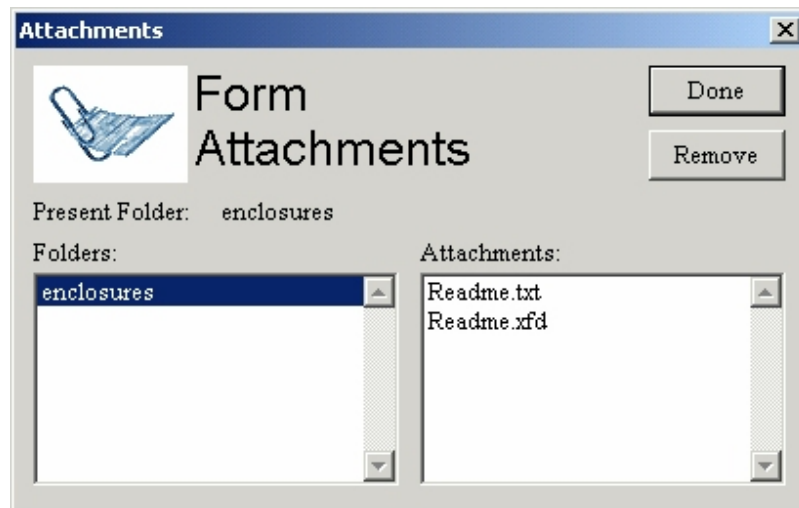 Attachments
Form
Attachments
Done
Remove
Present Folder: enclosures
Folders:
enclosures
Attachments:
Readme.txt
Readme.xfd